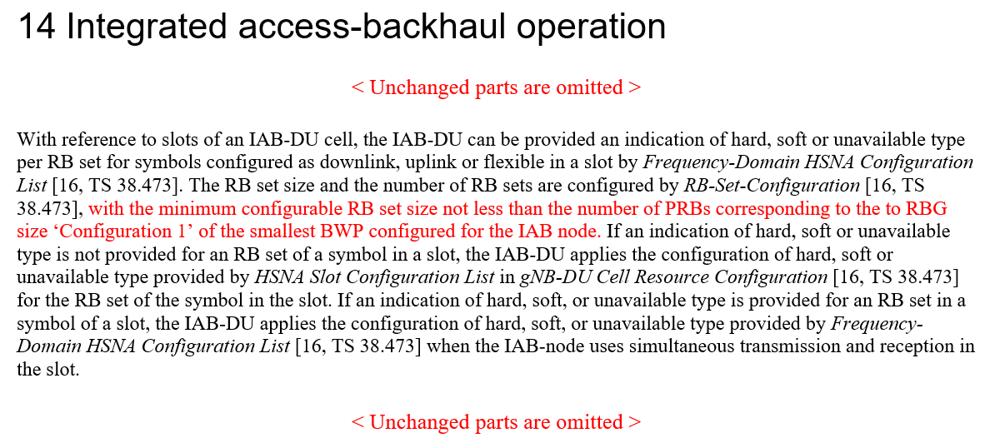 14 Integrated access-backhaul operation
< Unchanged parts are omitted >
With reference to slots of an IAB-DU cell, the IAB-DU can be provided an indication of hard, soft or unavailable type
per RB set for symbols configured as downlink, uplink or flexible in a slot by Frequency-Domain HSNA Configuration
List [16, TS 38.473]. The RB set size and the number of RB sets are configured by RB-Set-Configuration [16, TS
38.473], with the minimum configurable RB set size not less than the number of PRBs corresponding to the to RBG
size ‘Configuration 1’ of the smallest BWP configured for the IAB node. If an indication of hard, soft or unavailable
type is not provided for an RB set of a symbol in a slot, the IAB-DU applies the configuration of hard, soft or
unavailable type provided by HSNA Slot Configuration List in gNB-DU Cell Resource Configuration [16, TS 38.473]
for the RB set of the symbol in the slot. If an indication of hard, soft, or unavailable type is provided for an RB set in a
symbol of a slot, the IAB-DU applies the configuration of hard, soft, or unavailable type provided by Frequency-
Domain HSNA Configuration List [16, TS 38.473] when the IAB-node uses simultaneous transmission and reception in
the slot.
< Unchanged parts are omitted >